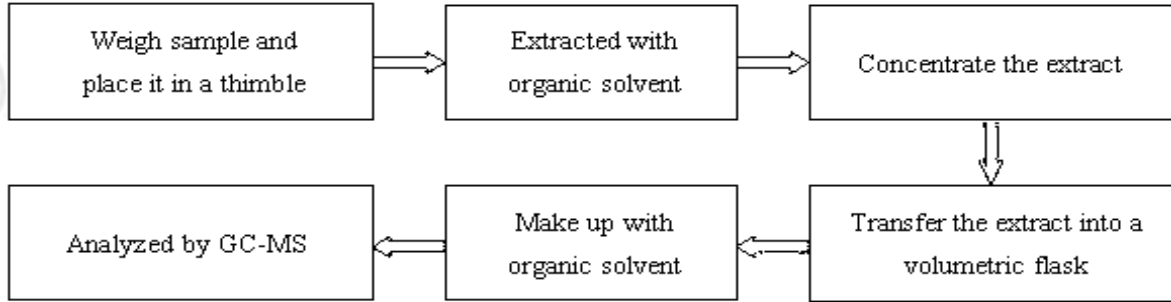 Weigh sample and
place it in a thimble
Extracted with
organic solvent
Concentrate the extract
Transfer the extract into a
volumetric flask
Make up with
organic solvent
Analyzed by GC-MS